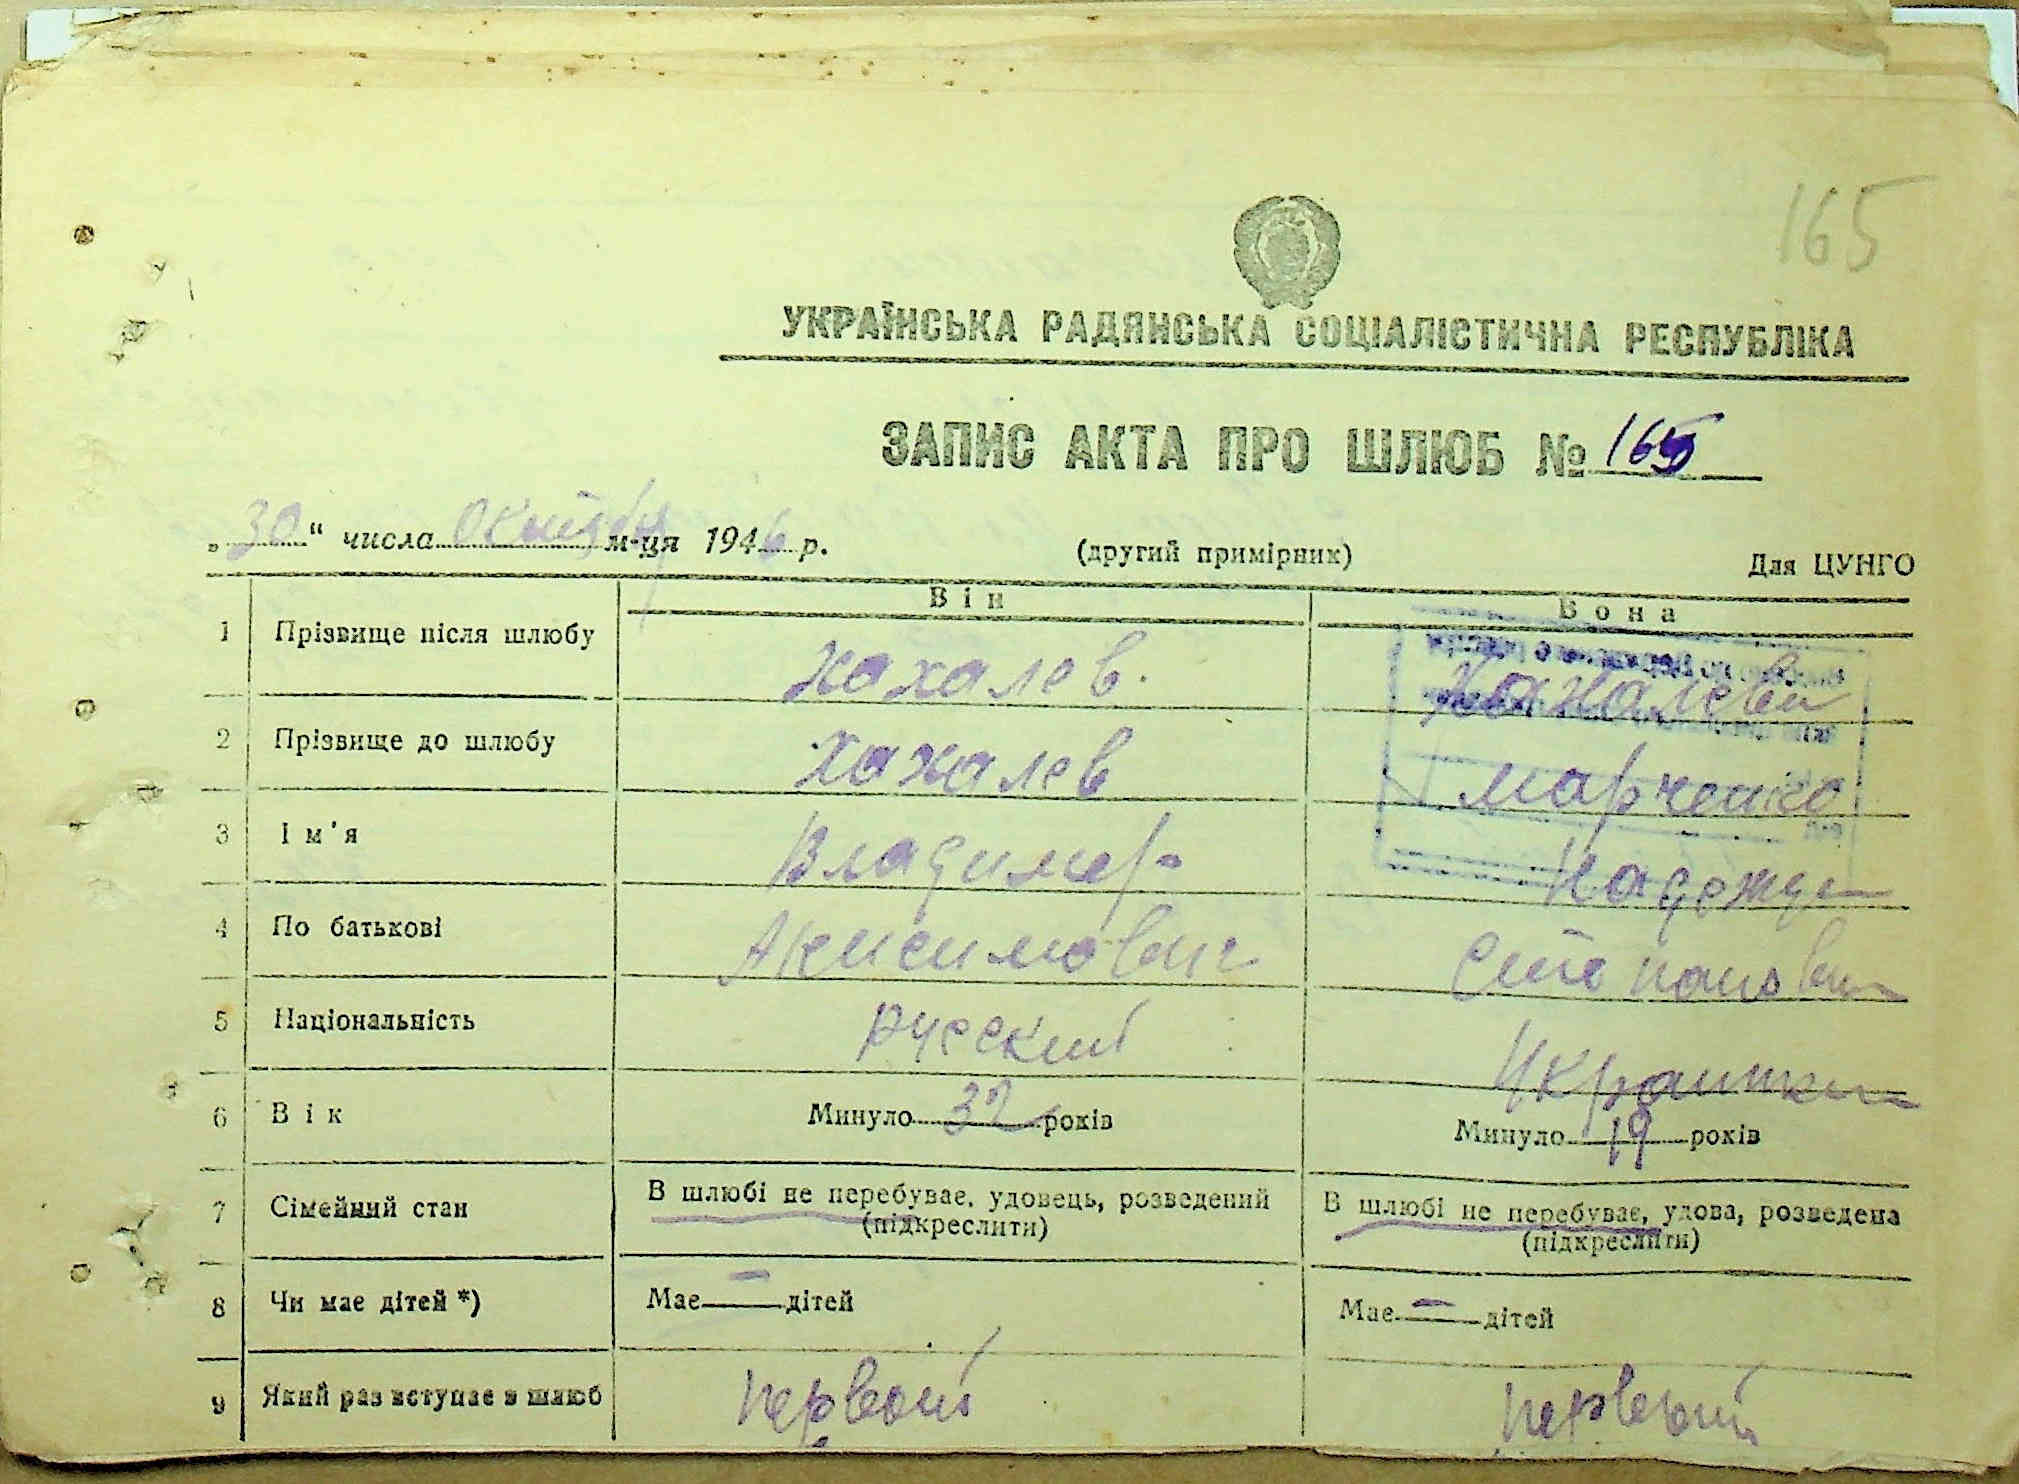 165
УКРАЇНСЬКА РАДЯНСЬКА СОЦІАЛІСТИЧНА РЕСПУБЛІКА
ЗАПИС АКТА ПРО ШЛЮБ № 165
„30“ числа Октября м-ця 1946 р. (другий примірник) Для ЦУНГО
Він Вона
1 Прізвище після шлюбу Хахалев. Хахалева
2 Прізвище до шлюбу Хахалев Марченко
3 Ім'я Владимер Надежда
4 По батькові Степановна
5 Національність русский Украинка
6 Вік Минуло 32 років Минуло 19 років
7 Сімейний стан В шлюбі не перебуває, удовець, розведений В шлюбі не перебуває, удова, розведена
(підкреслити) (підкреслити)
8 Чи має дітей *) Має — дітей Має — дітей
9 Який раз вступає в шлюб первый первый